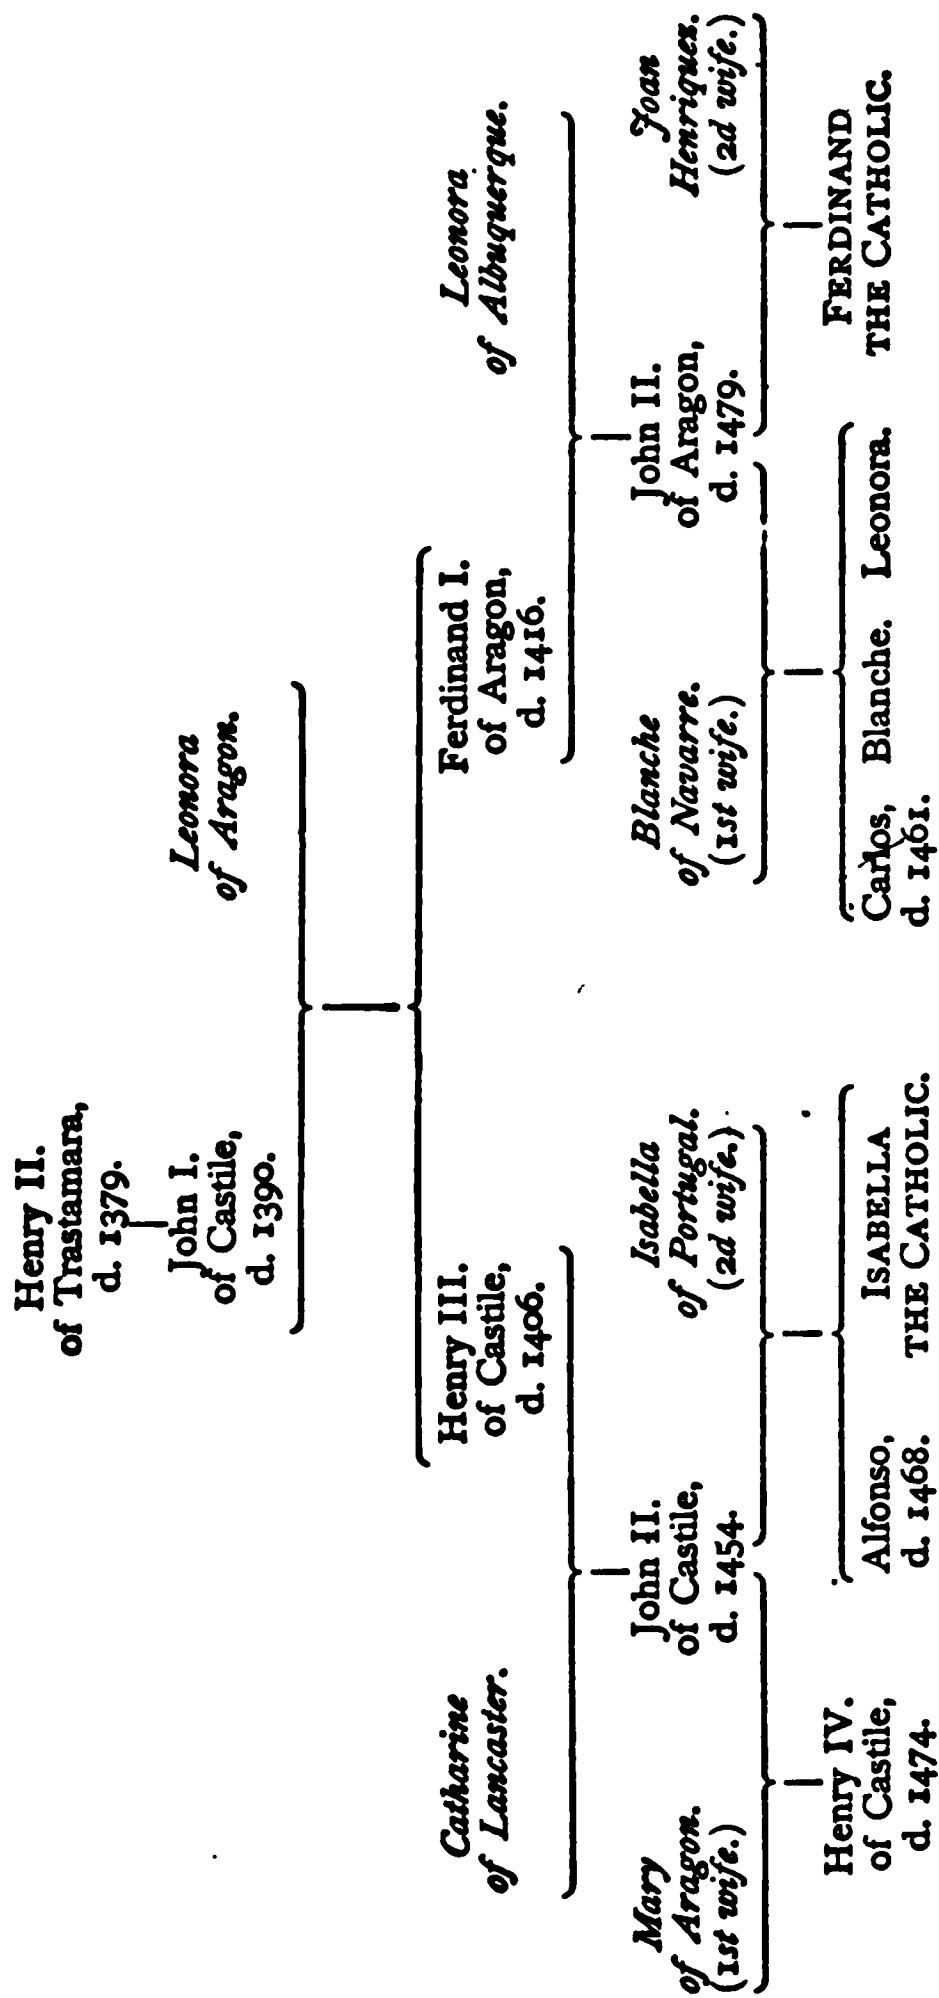 Henry II.
of Trastamara,
d. 1379.
John I.
of Castile,
d. 1390.
Leonora
of Aragon.
Catharine
of Lancaster.
Henry III.
of Castile,
d. 1406.
Ferdinand I.
of Aragon,
d. 1416.
Leonora
of Albuquerque.
Mary
of Aragon.
(1st wife.)
John II.
of Castile,
d. 1454.
Isabella
of Portugal.
(2d wife.)
Blanche
of Navarre.
(1st wife.)
John II.
of Aragon,
d. 1479.
Joan
Henriquez.
(2d wife.)
Henry IV.
of Castile,
d. 1474.
Alfonso,
d. 1468.
ISABELLA
THE CATHOLIC.
Carlos,
d. 1461.
Blanche.
Leonora.
FERDINAND
THE CATHOLIC.